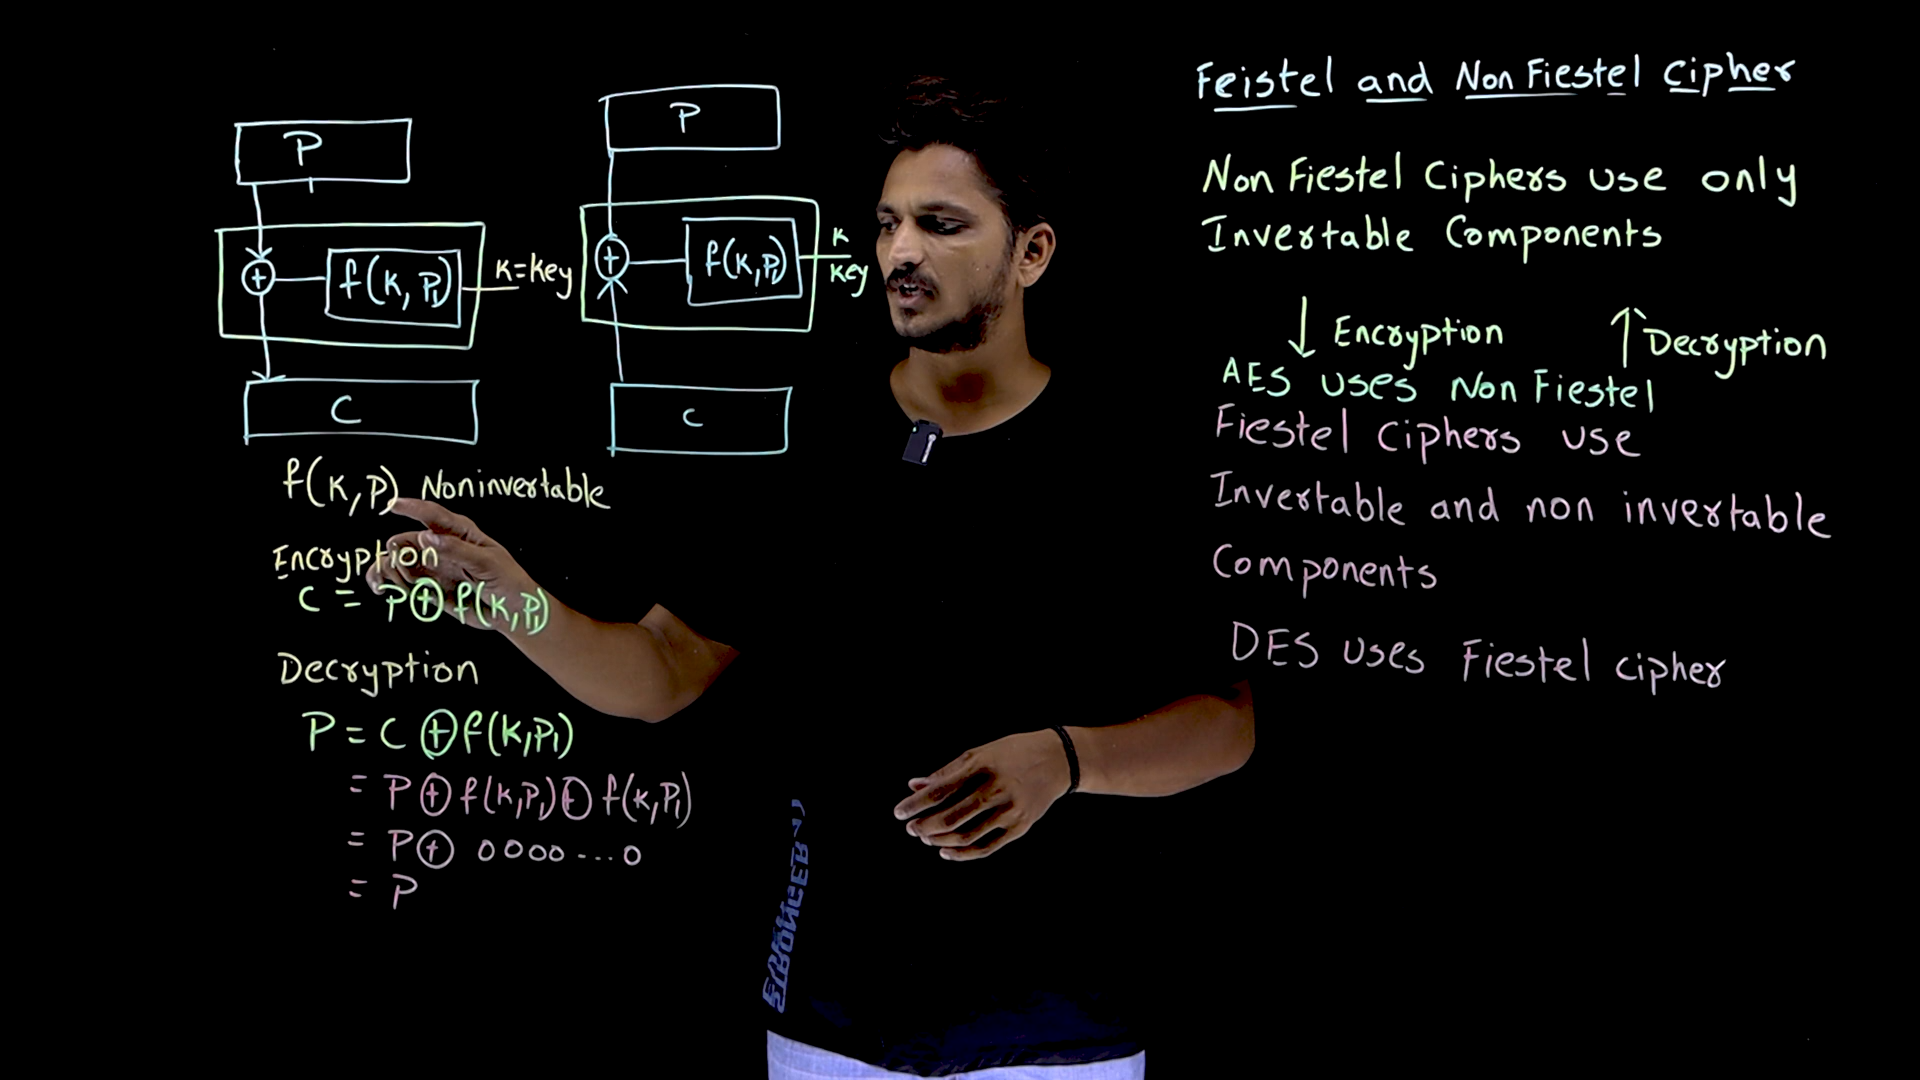 Feistel and Non Fiestel Cipher
Non Fiestel Ciphers use only
Invertable Components
↓ Encryption ↑ Decryption
AES uses Non Fiestel
Fiestel Ciphers use
Invertable and non invertable
Components
DES uses Fiestel cipher
P
⊕ f(K, P₁) K=Key
C
P
⊕ f(K,P₁) K
Key
C
f(K,P) Noninvertable
Encryption
C = P⊕f(K,P₁)
Decryption
P = C ⊕ f(K,P₁)
= P⊕f(K,P₁)⊕f(K,P₁)
= P⊕ 0000...0
= P